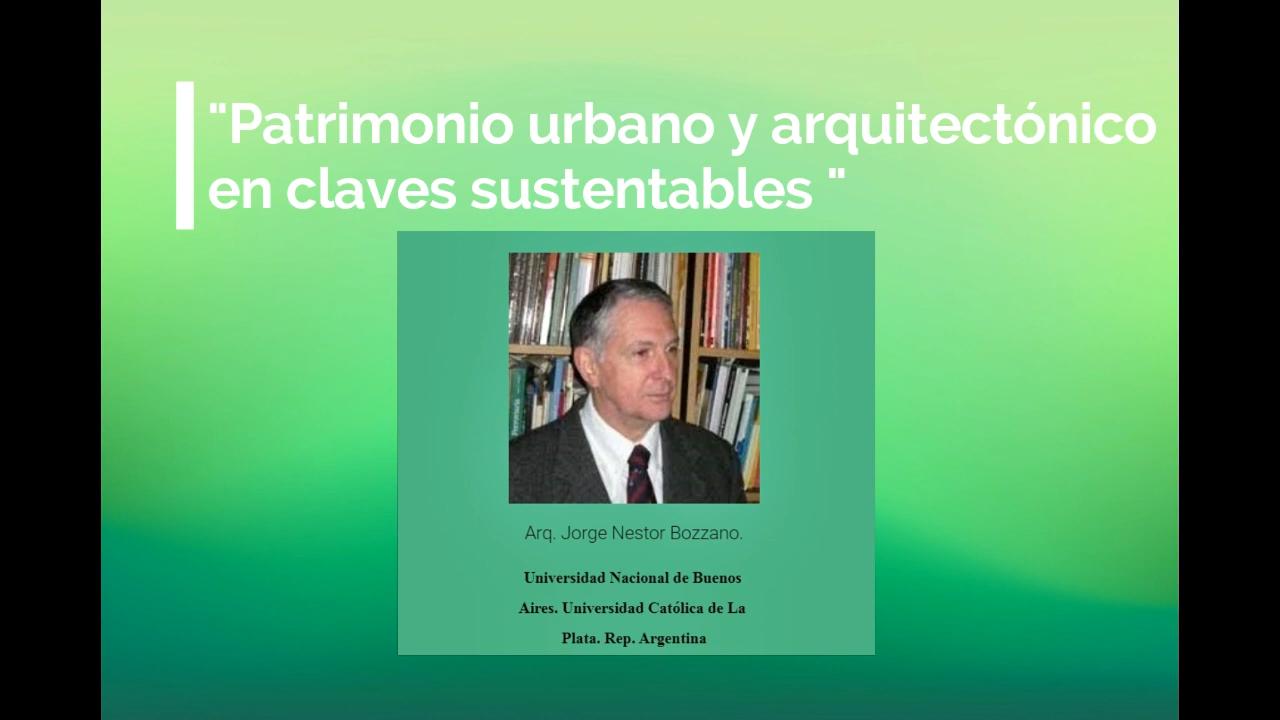 "Patrimonio urbano y arquitectónico
en claves sustentables "
Provencia
Arq. Jorge Nestor Bozzano.
Universidad Nacional de Buenos
Aires. Universidad Católica de La
Plata. Rep. Argentina